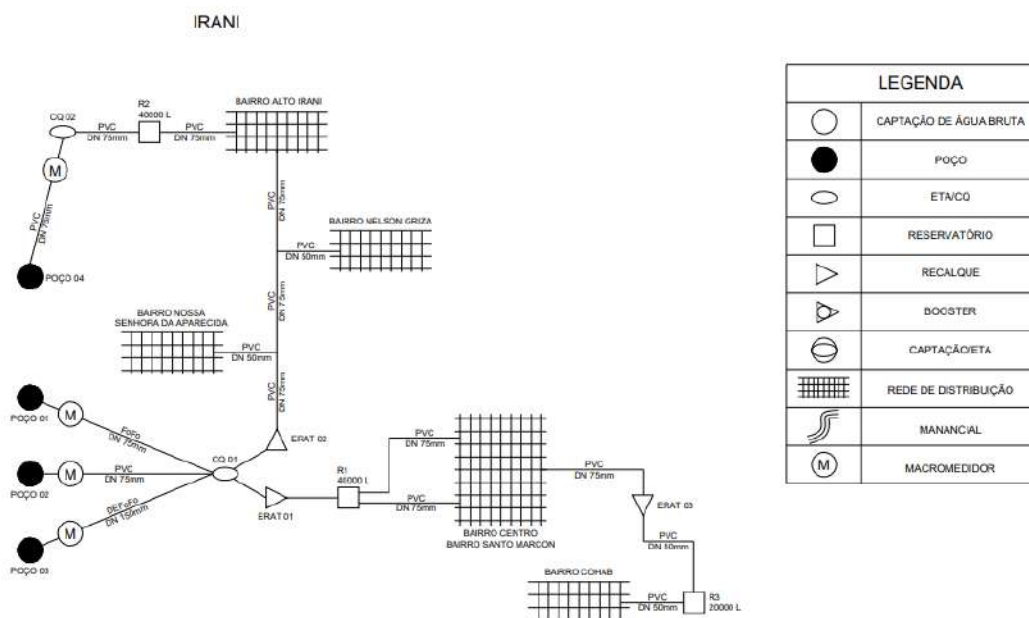 IRANI
CQ 02
R2
40000 L
PVC
DN 75mm
PVC
DN 75mm
BAIRRO ALTO IRANI
M
PVC
DN 75mm
POÇO 04
PVC
DN 75mm
BAIRRO NELSON GRIZA
PVC
DN 50mm
PVC
DN 75mm
BAIRRO NOSSA
SENHORA DA APARECIDA
PVC
DN 50mm
PVC
DN 75mm
POÇO 01
M
FoFo
DN 75mm
ERAT 02
CQ 01
POÇO 02
M
PVC
DN 75mm
POÇO 03
M
DEFoFo
DN 150mm
ERAT 01
R1
PVC
DN 75mm
PVC
DN 75mm
BAIRRO CENTRO
BAIRRO SANTO MARCON
PVC
DN 75mm
ERAT 03
PVC
DN 50mm
BAIRRO COHAB
PVC
DN 50mm
R3
20000 L
LEGENDA
CAPTAÇÃO DE ÁGUA BRUTA
POÇO
ETA/CQ
RESERVATÓRIO
RECALQUE
BOOSTER
CAPTAÇÃO/ETA
REDE DE DISTRIBUIÇÃO
MANANCIAL
M
MACROMEDIDOR